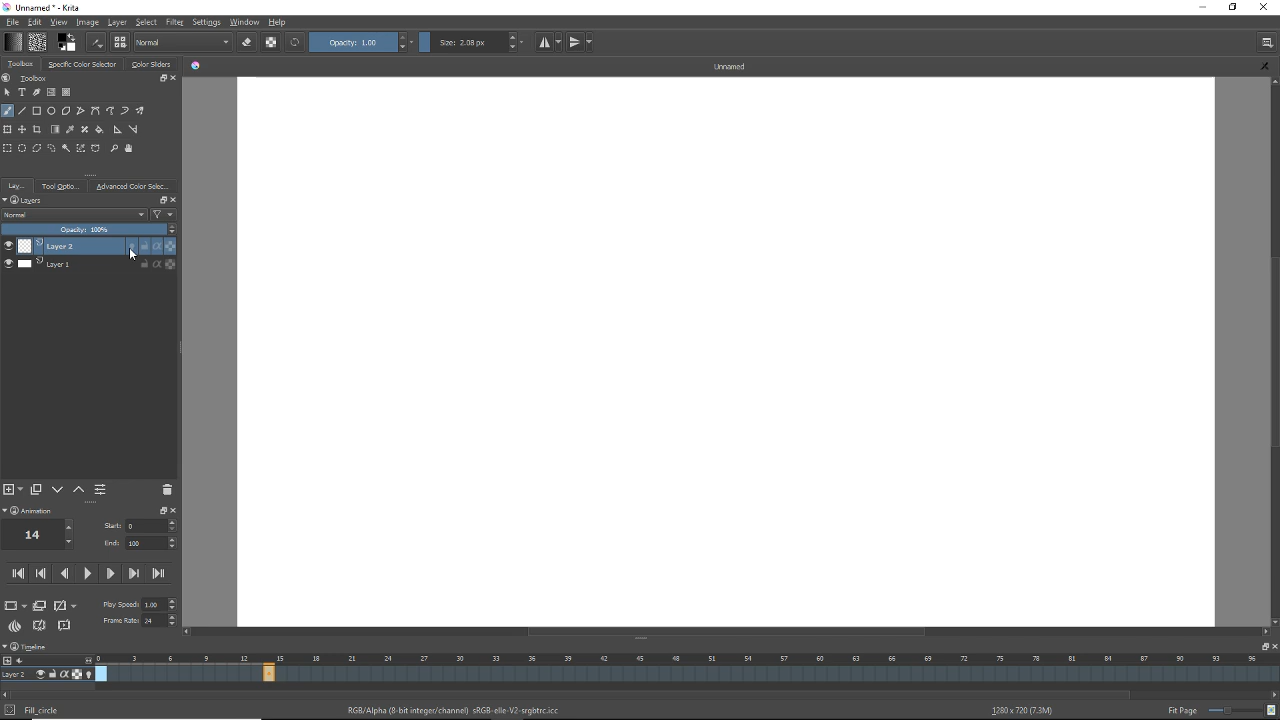 Unnamed * - Krita
File Edit View Image Layer Select Filter Settings Window Help
Normal Opacity: 1.00 Size: 2.08 px
Toolbox Specific Color Selector Color Sliders
Unnamed
Toolbox
Lay... Tool Optio... Advanced Color Selec...
Layers
Normal
Opacity: 100%
Layer 2
Layer 1
Animation
14
Start: 0
End: 100
Play Speed: 1.00
Frame Rate: 24
Timeline
0 3 6 9 12 15 18 21 24 27 30 33 36 39 42 45 48 51 54 57 60 63 66 69 72 75 78 81 84 87 90 93 96
Layer 2
Fill_circle RGB/Alpha (8-bit integer/channel) sRGB-elle-V2-srgbtrc.icc 1280 x 720 (7.3M) Fit Page